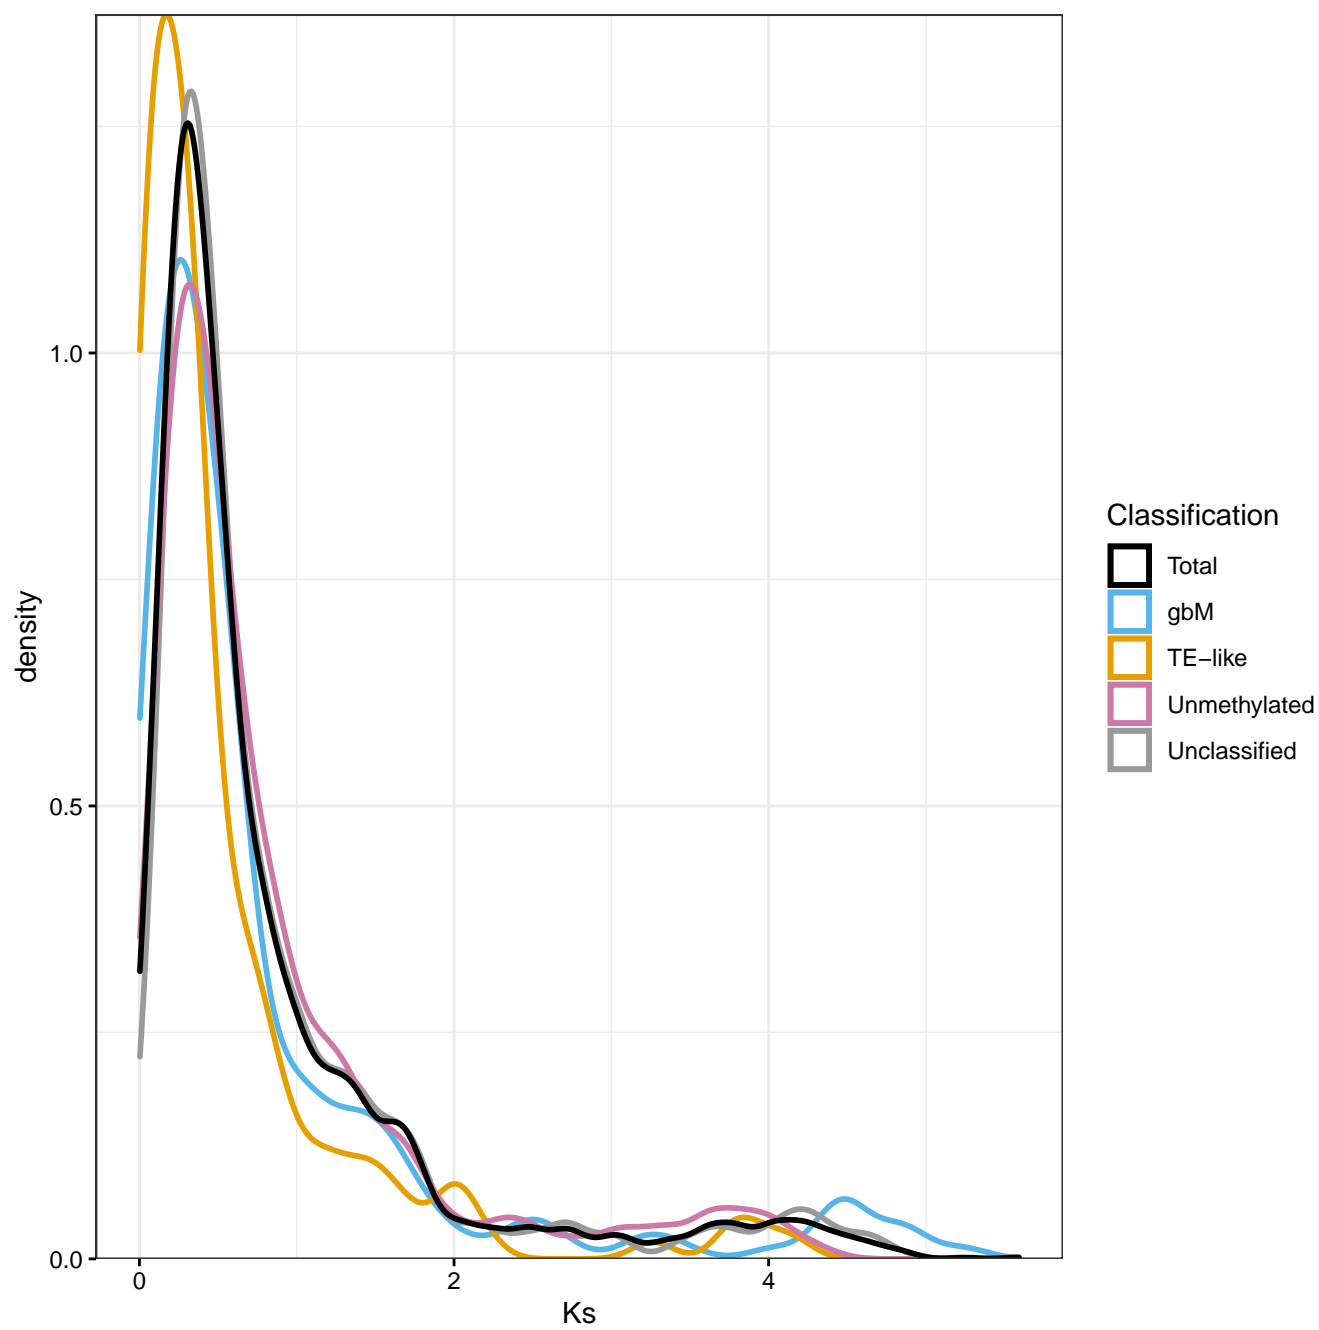 density
1.0
0.5
0.0
0
2
4
Ks
Classification
Total
gbM
TE−like
Unmethylated
Unclassified